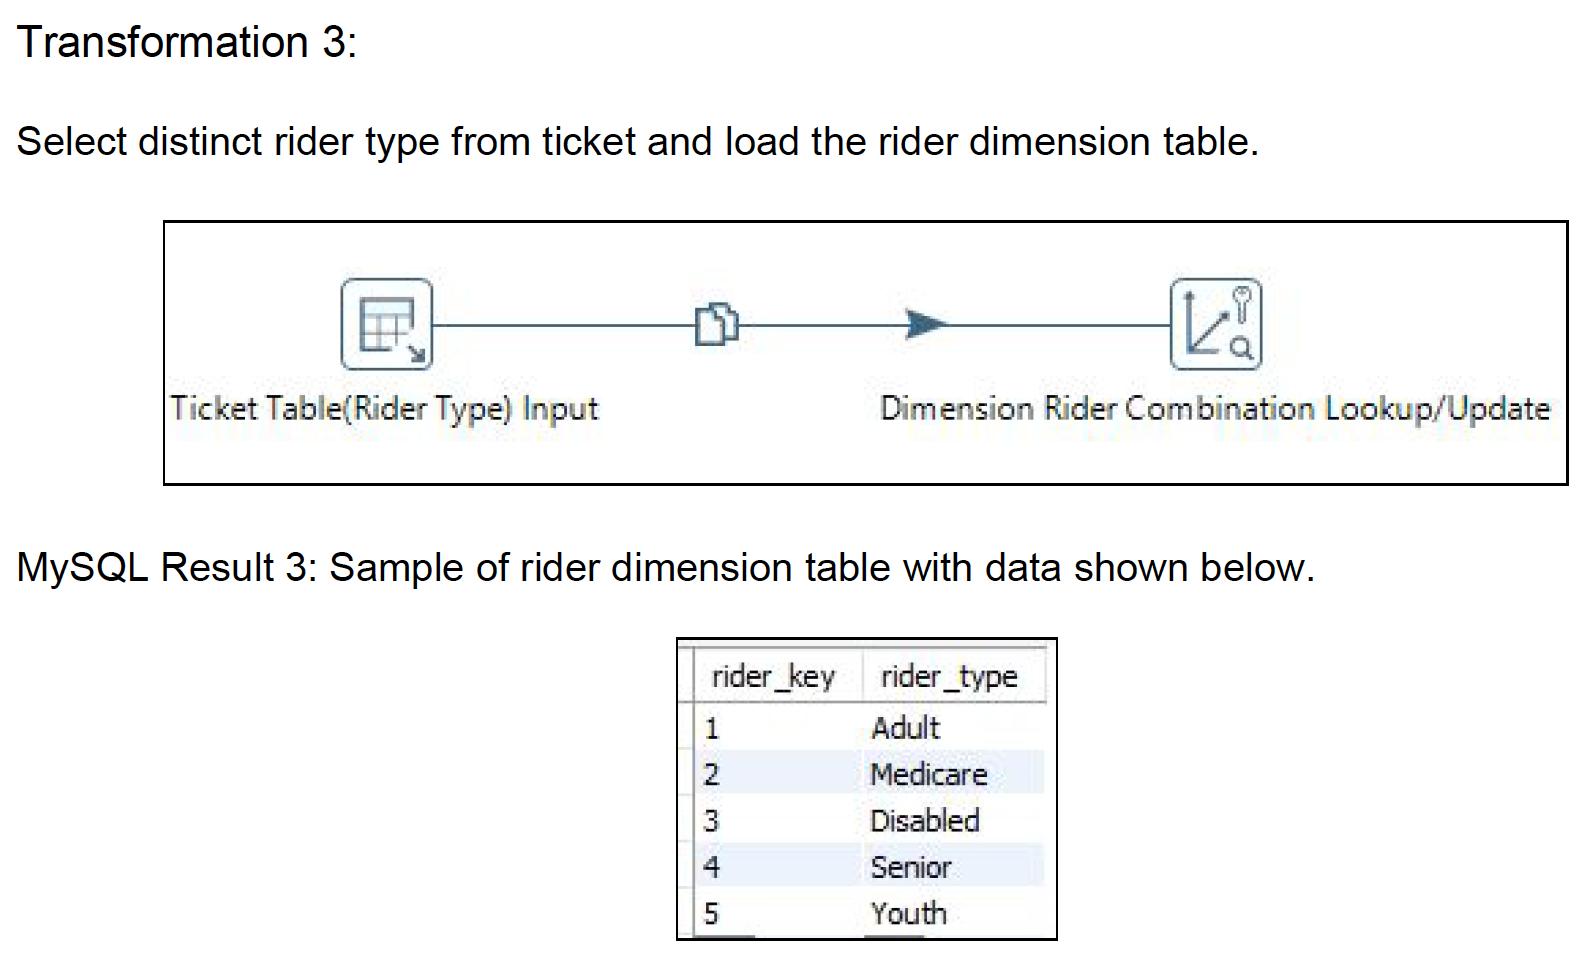 Transformation 3:
Select distinct rider type from ticket and load the rider dimension table.
Ticket Table(Rider Type) Input
Dimension Rider Combination Lookup/Update
MySQL Result 3: Sample of rider dimension table with data shown below.
rider_key rider_type
1 Adult
2 Medicare
3 Disabled
4 Senior
5 Youth